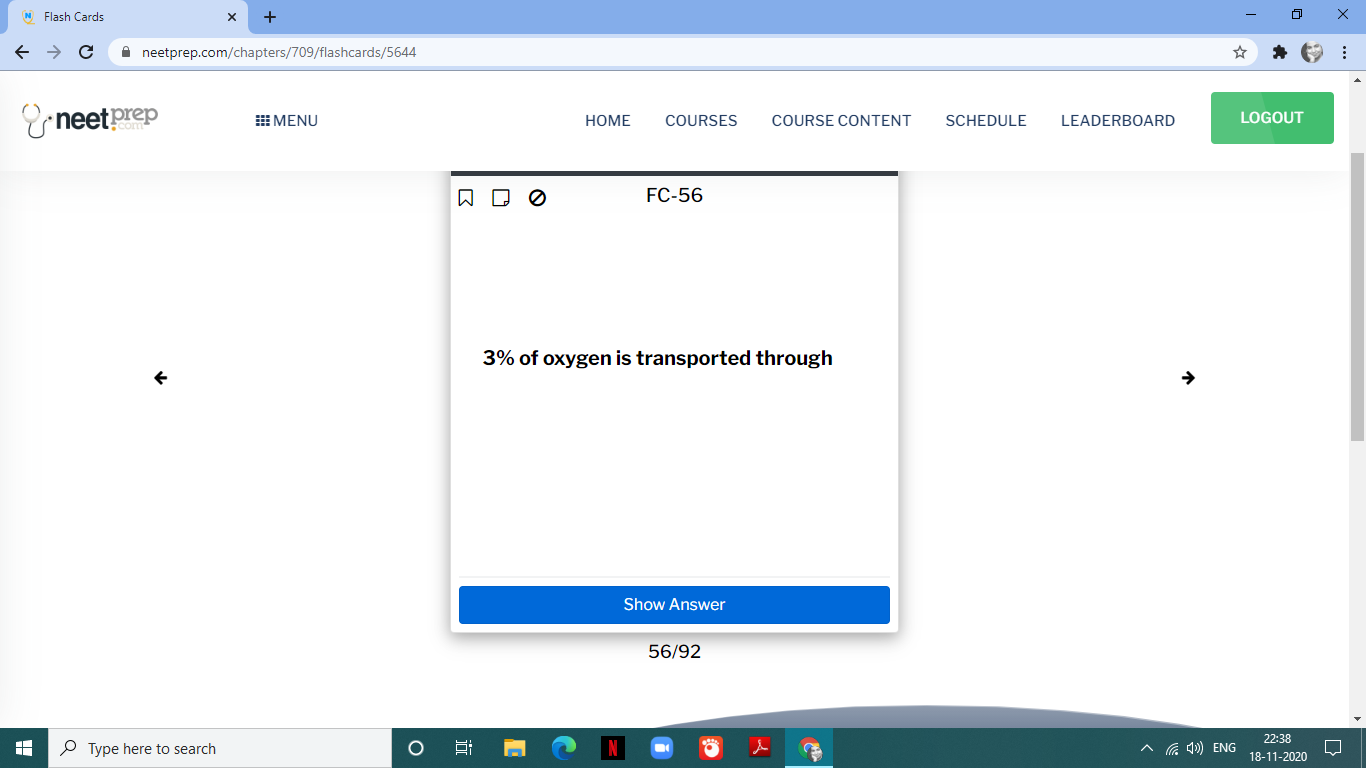 Flash Cards
neetprep.com/chapters/709/flashcards/5644
neetprep
.com
MENU
HOME
COURSES
COURSE CONTENT
SCHEDULE
LEADERBOARD
LOGOUT
FC-56
3% of oxygen is transported through
Show Answer
56/92
Type here to search
ENG
22:38
18-11-2020